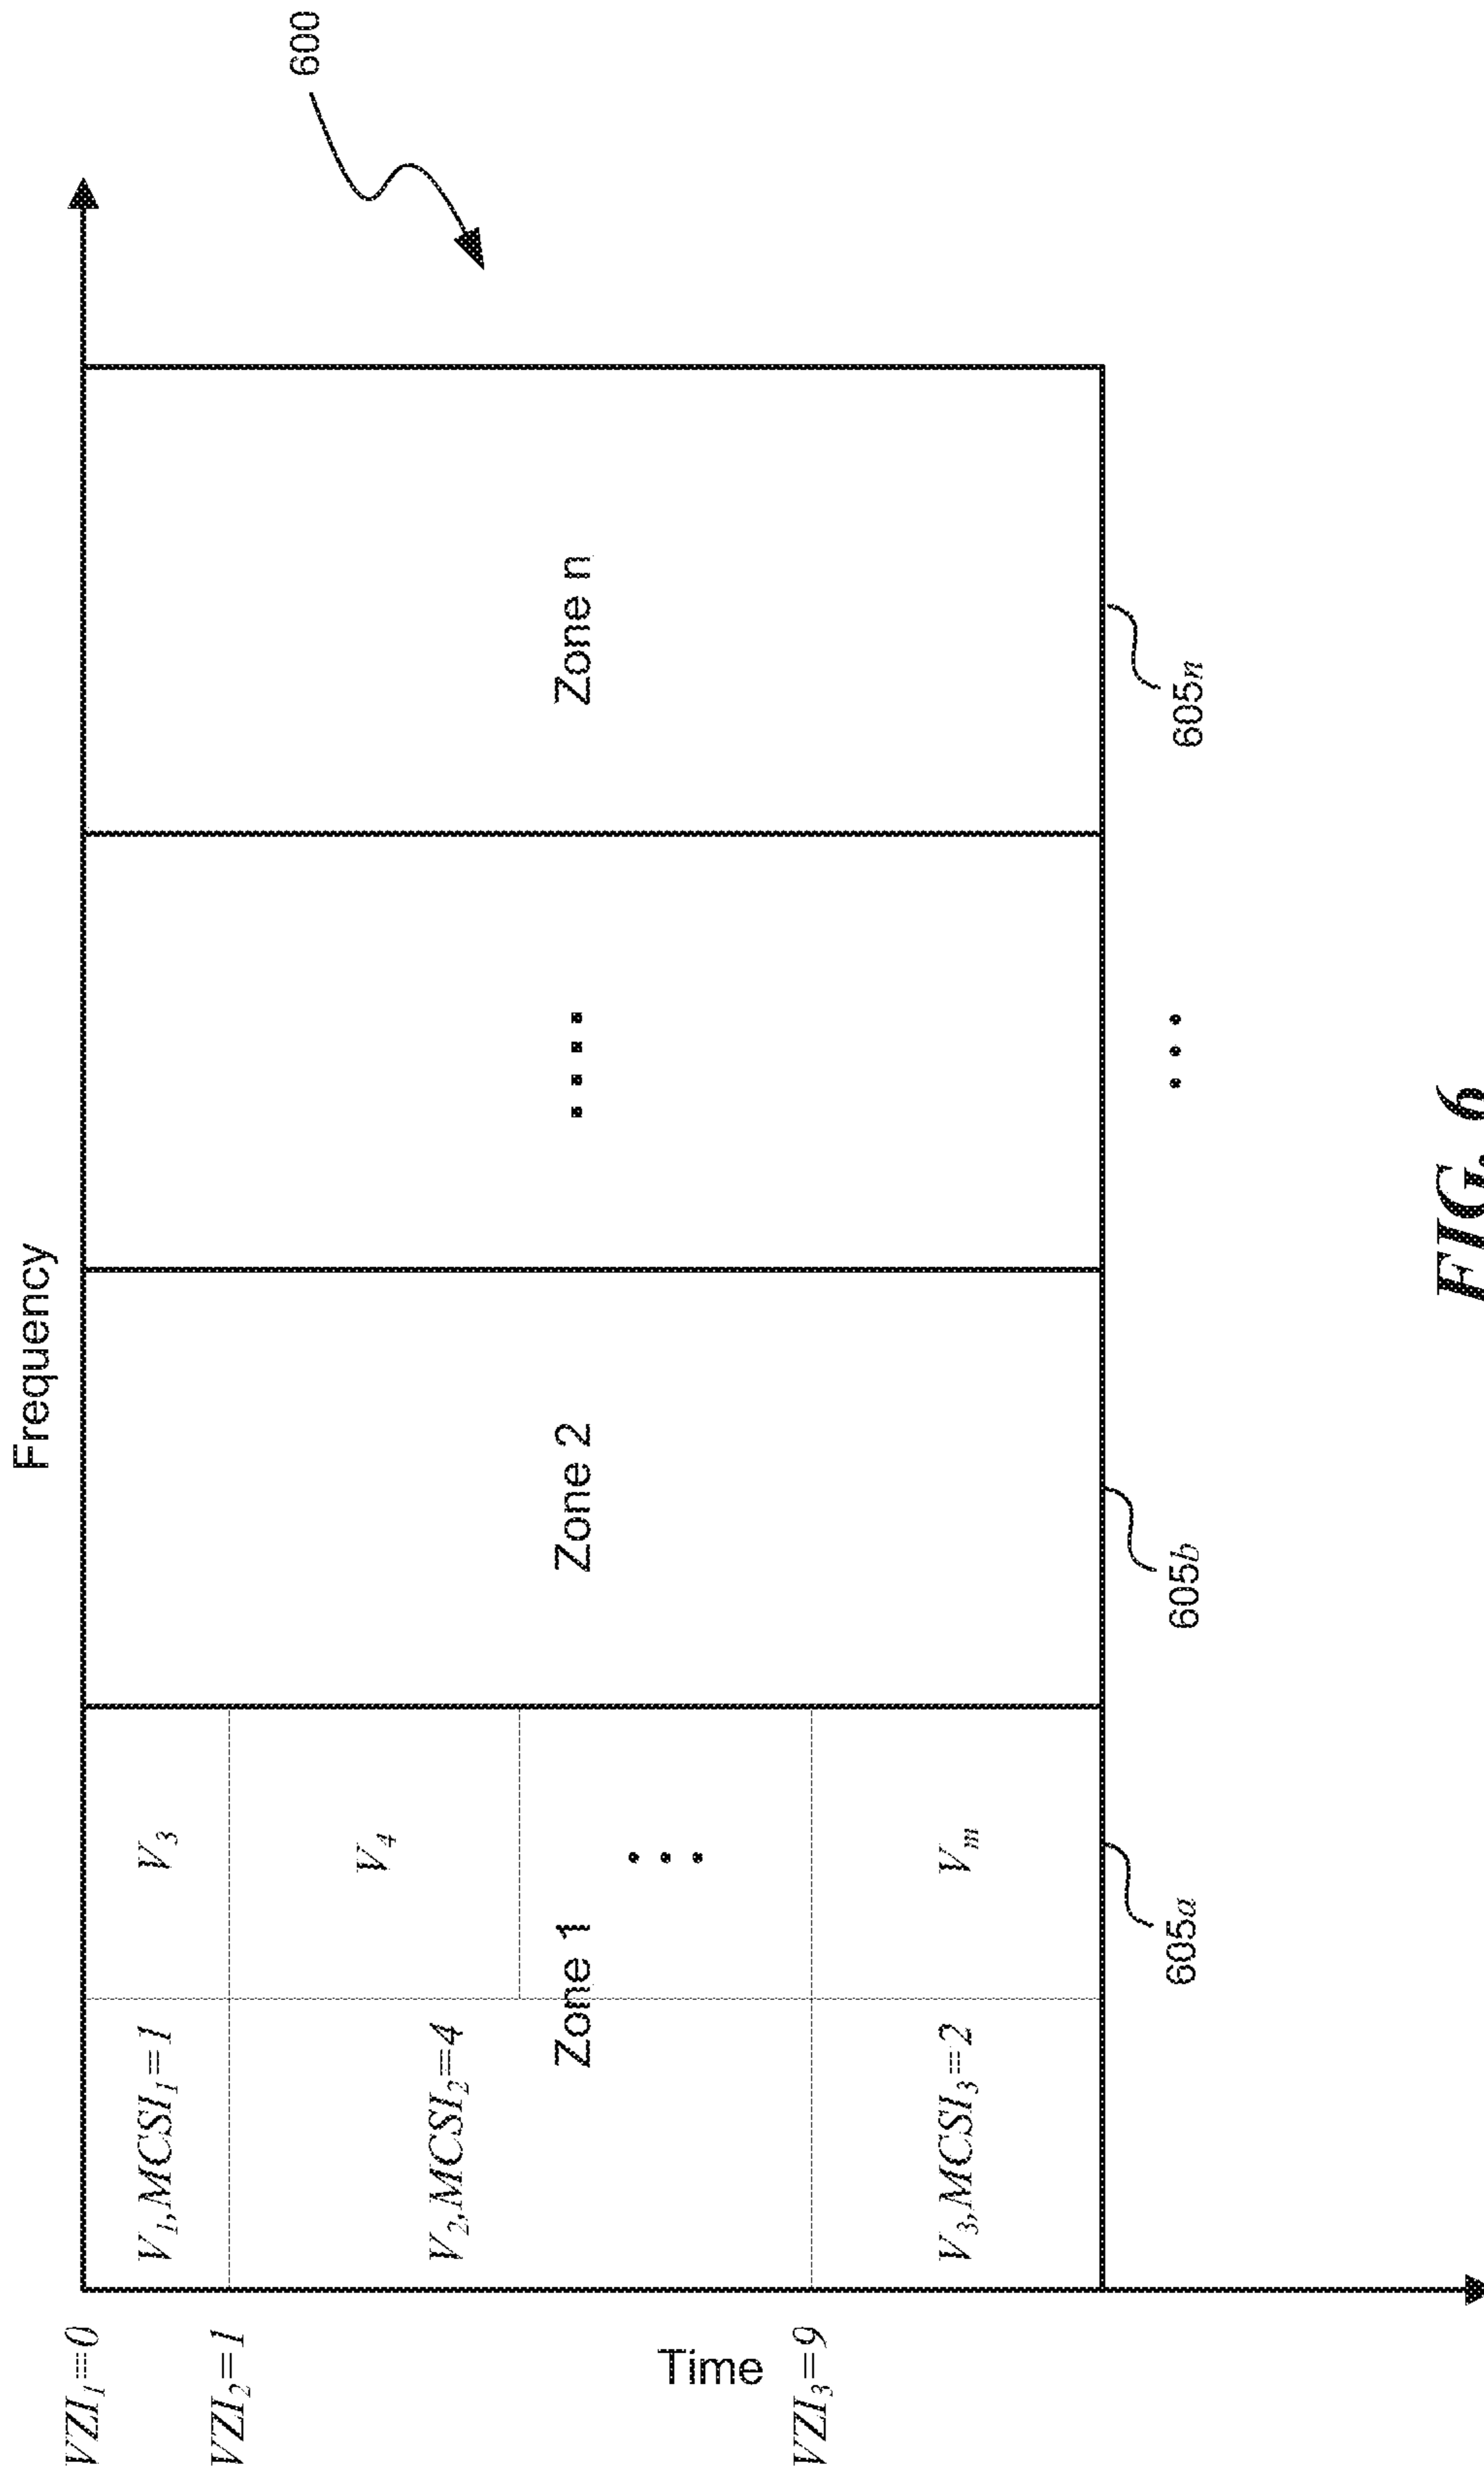 Frequency
600
VZI₁=0
VZI₂=1
Time
VZI₃=9
V₁,MCSI₁=1
V₃
V₂,MCSI₂=4
V₄
Zone 1
Zone 2
Zone n
V₃,MCSI₃=2
Vₘ
605a
605b
605n
FIG. 6